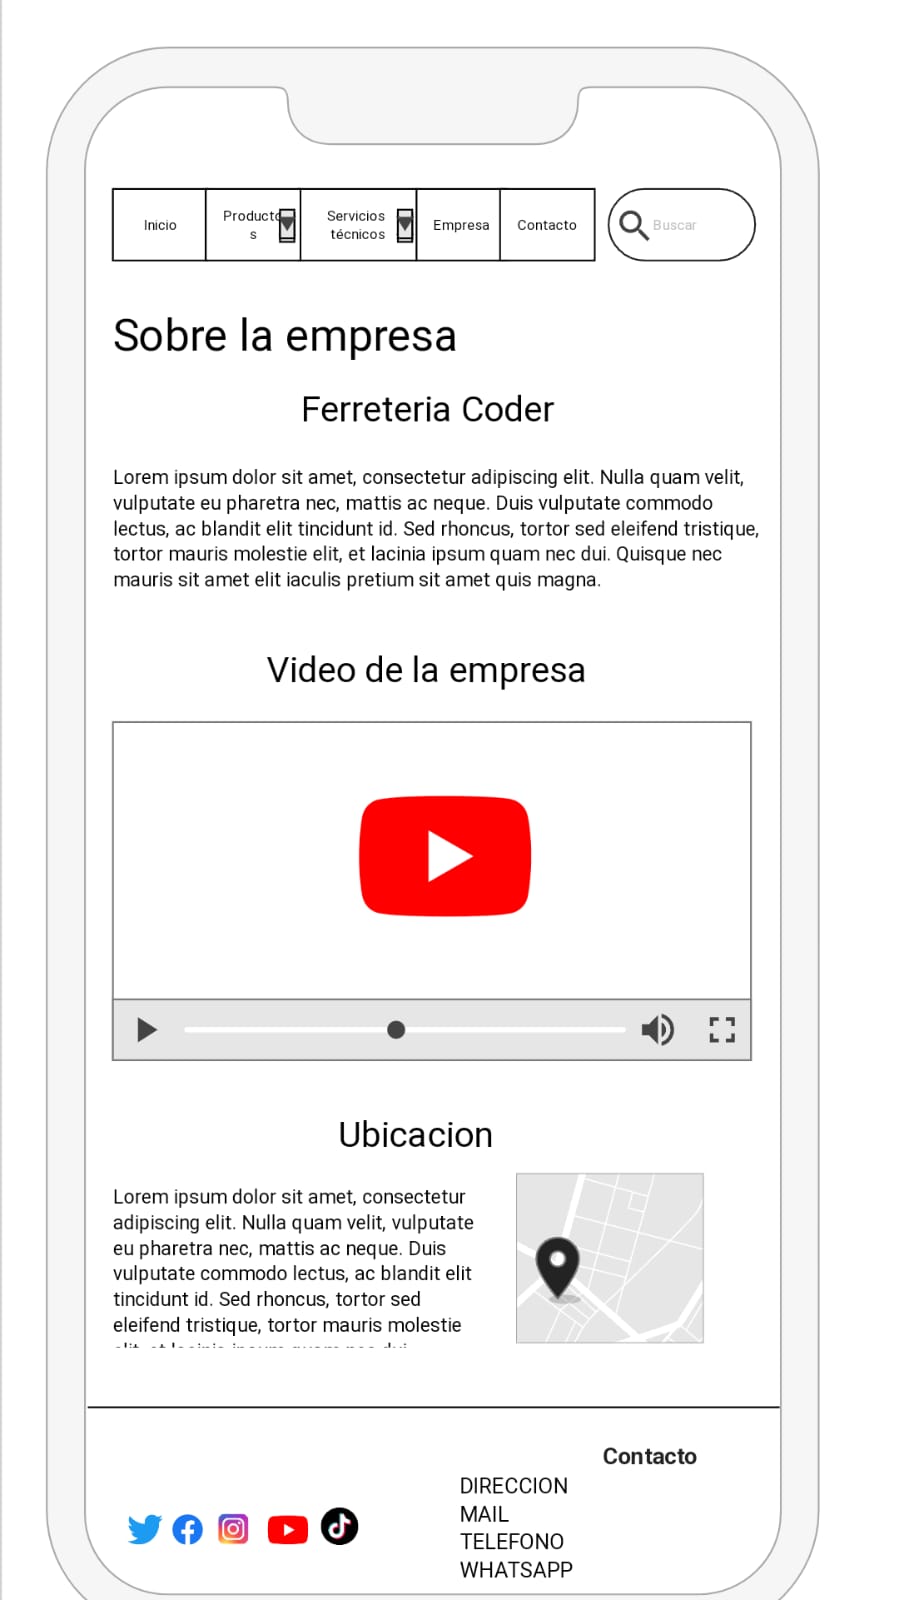 Inicio
Producto
s
Servicios
técnicos
Empresa
Contacto
Buscar
Sobre la empresa
Ferreteria Coder
Lorem ipsum dolor sit amet, consectetur adipiscing elit. Nulla quam velit,
vulputate eu pharetra nec, mattis ac neque. Duis vulputate commodo
lectus, ac blandit elit tincidunt id. Sed rhoncus, tortor sed eleifend tristique,
tortor mauris molestie elit, et lacinia ipsum quam nec dui. Quisque nec
mauris sit amet elit iaculis pretium sit amet quis magna.
Video de la empresa
Ubicacion
Lorem ipsum dolor sit amet, consectetur
adipiscing elit. Nulla quam velit, vulputate
eu pharetra nec, mattis ac neque. Duis
vulputate commodo lectus, ac blandit elit
tincidunt id. Sed rhoncus, tortor sed
eleifend tristique, tortor mauris molestie
Contacto
DIRECCION
MAIL
TELEFONO
WHATSAPP